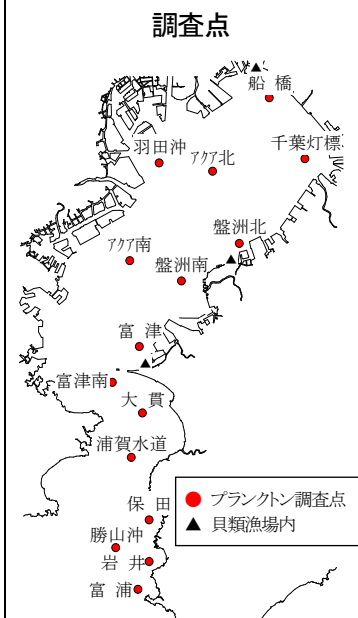 調査点
船 橋
羽田沖
千葉灯標
アクア北
アクア南
盤洲北
盤洲南
富 津
富津南
大 貫
浦賀水道
保 田
勝山沖
岩 井
富 浦
プランクトン調査点
貝類漁場内